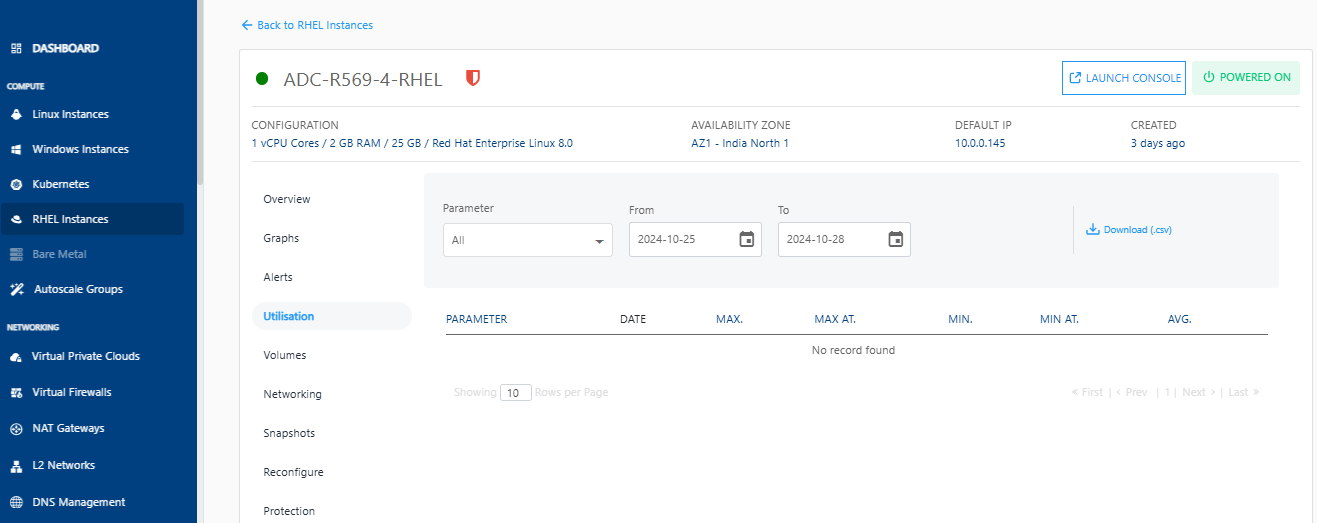 Back to RHEL Instances
DASHBOARD
COMPUTE
Linux Instances
Windows Instances
Kubernetes
RHEL Instances
Bare Metal
Autoscale Groups
NETWORKING
Virtual Private Clouds
Virtual Firewalls
NAT Gateways
L2 Networks
DNS Management
ADC-R569-4-RHEL
LAUNCH CONSOLE
POWERED ON
CONFIGURATION
1 vCPU Cores / 2 GB RAM / 25 GB / Red Hat Enterprise Linux 8.0
AVAILABILITY ZONE
AZ1 - India North 1
DEFAULT IP
10.0.0.145
CREATED
3 days ago
Overview
Graphs
Alerts
Utilisation
Volumes
Networking
Snapshots
Reconfigure
Protection
Parameter
All
From
2024-10-25
To
2024-10-28
Download (.csv)
PARAMETER DATE MAX. MAX AT. MIN. MIN AT. AVG.
No record found
Showing 10 Rows per Page
« First | ‹ Prev | 1 | Next › | Last »